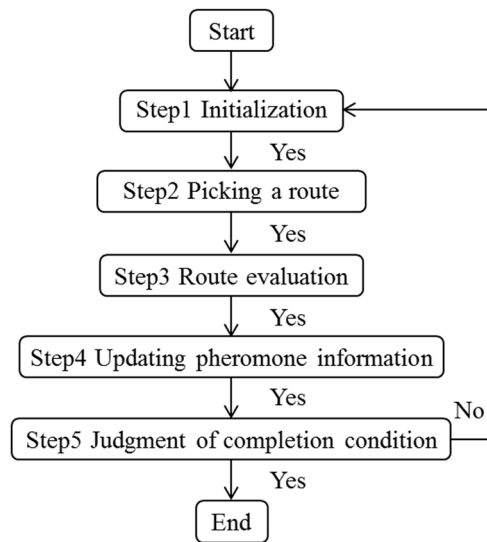 Start
Step1 Initialization
Yes
Step2 Picking a route
Yes
Step3 Route evaluation
Yes
Step4 Updating pheromone information
Yes
No
Step5 Judgment of completion condition
Yes
End